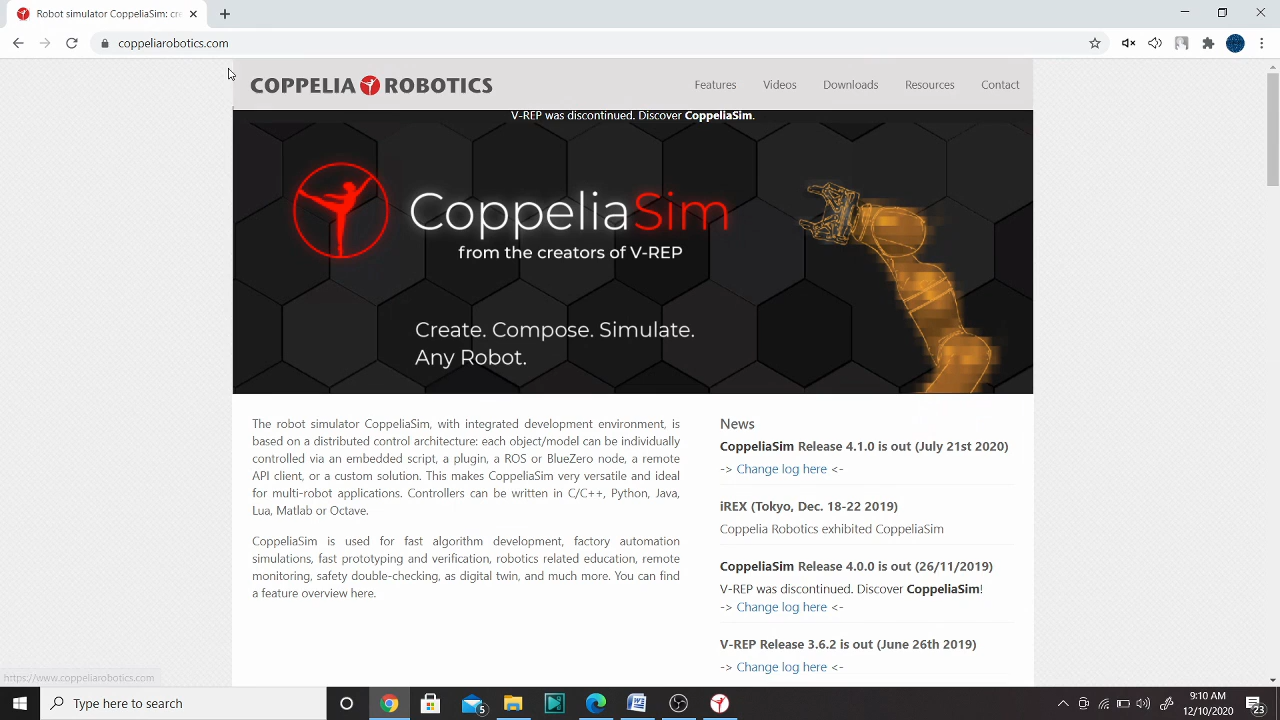 Robot simulator CoppeliaSim: cr
coppeliarobotics.com
COPPELIA ROBOTICS
Features
Videos
Downloads
Resources
Contact
V-REP was discontinued. Discover CoppeliaSim.
CoppeliaSim
from the creators of V-REP
Create. Compose. Simulate.
Any Robot.
The robot simulator CoppeliaSim, with integrated development environment, is
based on a distributed control architecture: each object/model can be individually
controlled via an embedded script, a plugin, a ROS or BlueZero node, a remote
API client, or a custom solution. This makes CoppeliaSim very versatile and ideal
for multi-robot applications. Controllers can be written in C/C++, Python, Java,
Lua, Matlab or Octave.
CoppeliaSim is used for fast algorithm development, factory automation
simulations, fast prototyping and verification, robotics related education, remote
monitoring, safety double-checking, as digital twin, and much more. You can find
a feature overview here.
News
CoppeliaSim Release 4.1.0 is out (July 21st 2020)
-> Change log here <-
iREX (Tokyo, Dec. 18-22 2019)
Coppelia Robotics exhibited CoppeliaSim
CoppeliaSim Release 4.0.0 is out (26/11/2019)
V-REP was discontinued. Discover CoppeliaSim!
-> Change log here <-
V-REP Release 3.6.2 is out (June 26th 2019)
-> Change log here <-
https://www.coppeliarobotics.com
Type here to search
5
9:10 AM
12/10/2020
23